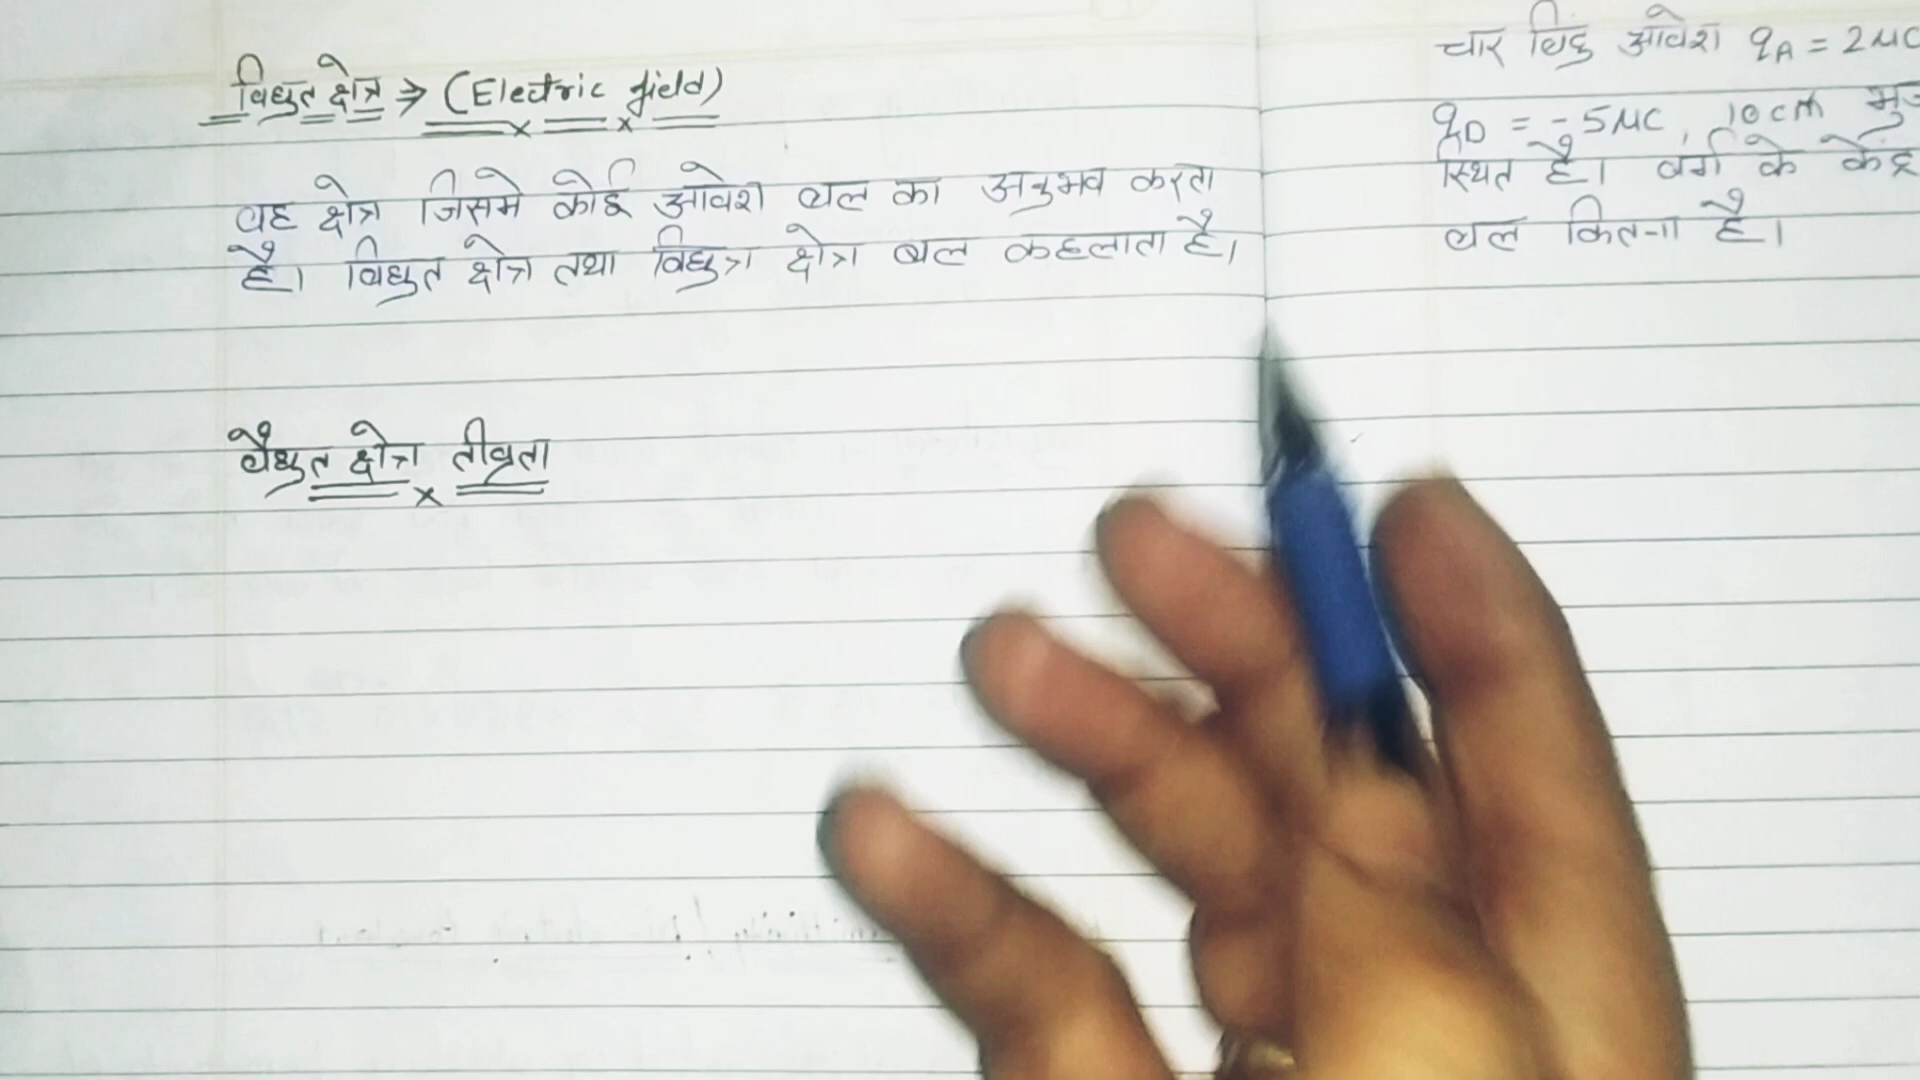 विद्युत क्षेत्र ⇒ (Electric field)
वह क्षेत्र जिसमे कोई आवेश बल का अनुभव करता
है। विद्युत क्षेत्र तथा विद्युत्र क्षेत्र बल कहलाता है।
वैद्युत क्षेत्र तीव्रता
चार बिंदु आवेश qA = 2μC
qD = -5μC, 10cm
स्थित है। वर्ग के केंद्र
बल कितना है।